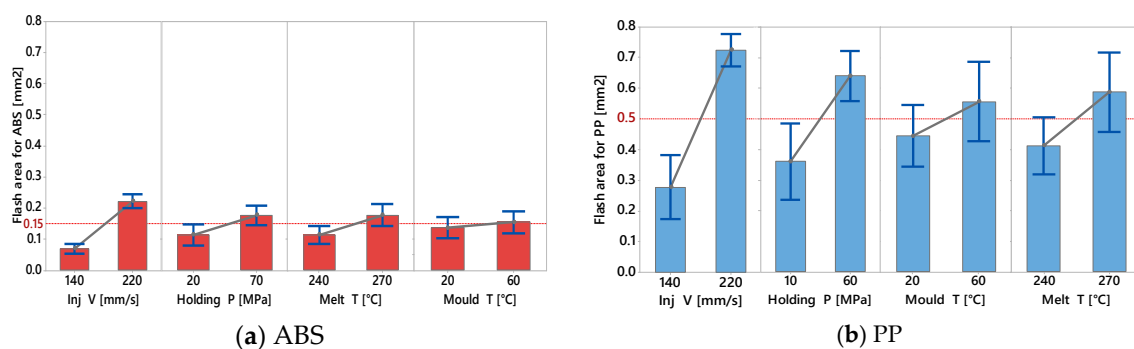 Flash area for ABS [mm2]
0.8
0.7
0.6
0.5
0.4
0.3
0.2
0.15
0.1
0.0
140 220 20 70 240 270 20 60
Inj V [mm/s] Holding P [MPa] Melt T [°C] Mould T [°C]
(a) ABS
Flash area for PP [mm2]
0.8
0.7
0.6
0.5
0.4
0.3
0.2
0.1
0.0
140 220 10 60 20 60 240 270
Inj V [mm/s] Holding P [MPa] Mould T [°C] Melt T [°C]
(b) PP